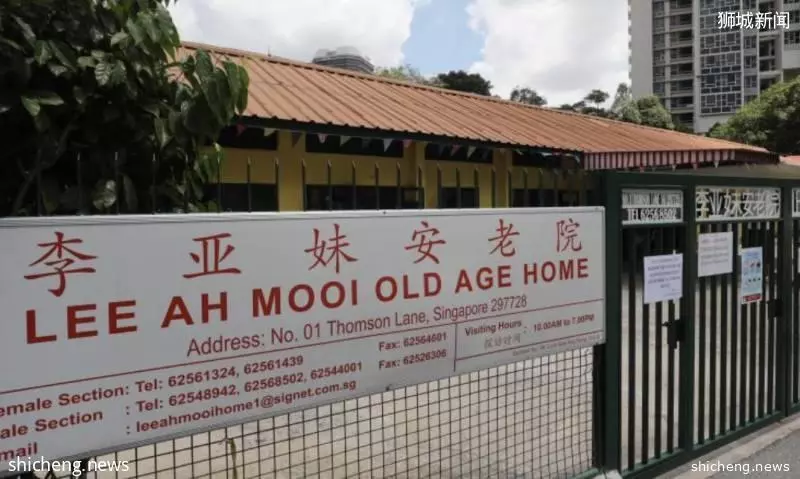 狮城新闻
李亚妹安老院
LEE AH MOOI OLD AGE HOME
Address: No. 01 Thomson Lane, Singapore 297728
emale Section: Tel: 62561324, 62561439 Fax: 62564601
ale Section : Tel: 62548942, 62568502, 62544001 Fax: 62526306
mail : leeahmooihome1@signet.com.sg
Visiting Hours : 10.00AM to 7.00PM
探访时间
李亚妹安老院
shicheng.news
shicheng.news